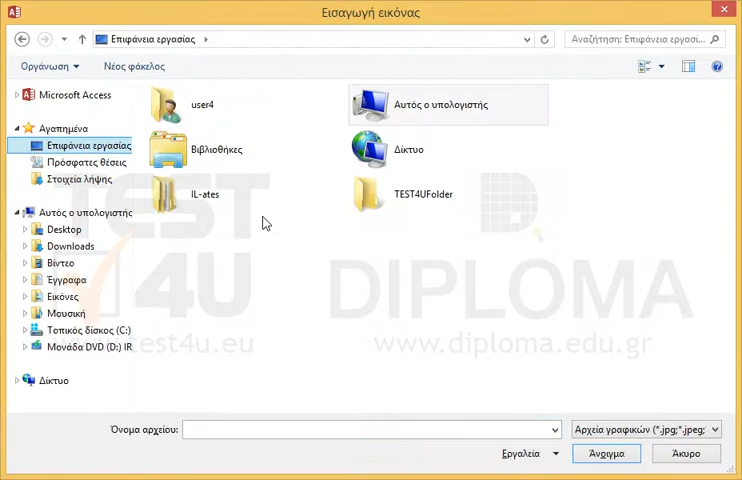 Εισαγωγή εικόνας
Επιφάνεια εργασίας
Αναζήτηση: Επιφάνεια εργασί...
Οργάνωση
Νέος φάκελος
Microsoft Access
Αγαπημένα
Επιφάνεια εργασίας
Πρόσφατες θέσεις
Στοιχεία λήψης
Αυτός ο υπολογιστής
Desktop
Downloads
Βίντεο
Έγγραφα
Εικόνες
Μουσική
Τοπικός δίσκος (C:)
Μονάδα DVD (D:) IR
Δίκτυο
user4
Αυτός ο υπολογιστής
Βιβλιοθήκες
Δίκτυο
IL-ates
TEST4UFolder
TEST
4U
DIPLOMA
www.test4u.eu
www.diploma.edu.gr
Όνομα αρχείου:
Αρχεία γραφικών (*.jpg;*.jpeg;
Εργαλεία
Άνοιγμα
Άκυρο